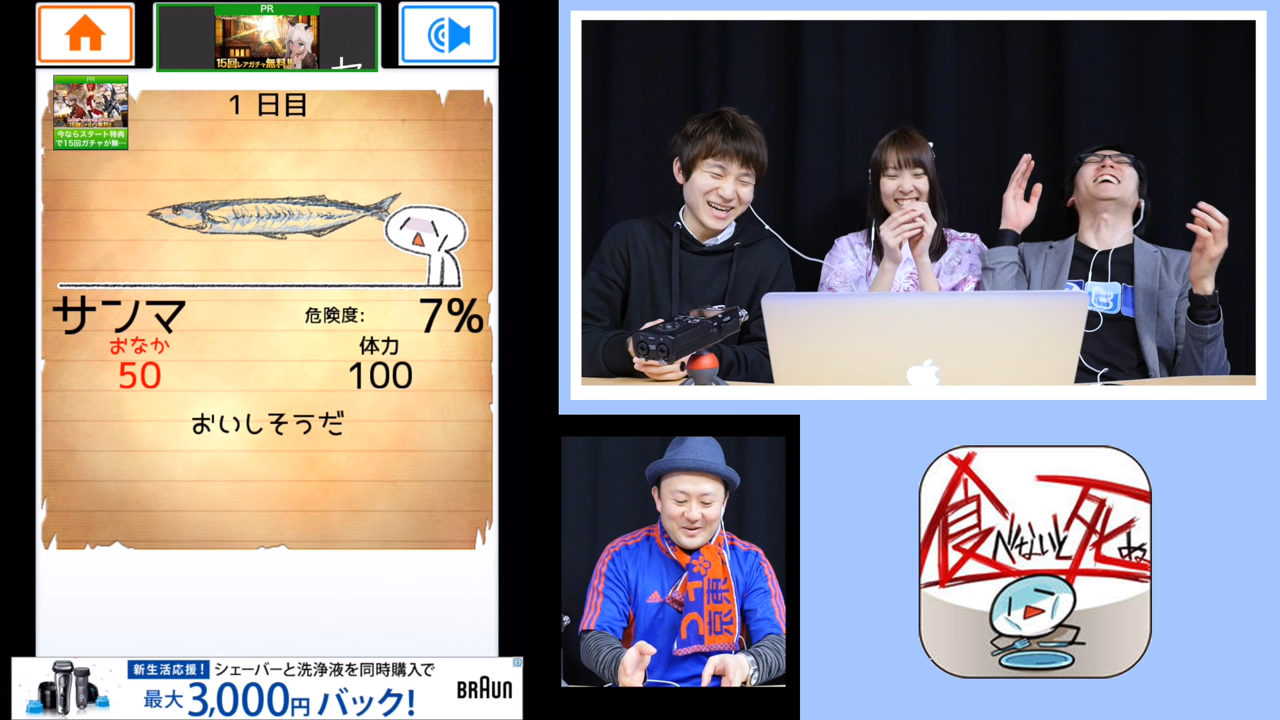 PR
15回レアガチャ無料!!
PR
今ならスタート特典
で15回ガチャが無…
1日目
サンマ
危険度:
7%
おなか
体力
50
100
おいしそうだ
新生活応援!
シェーバーと洗浄液を同時購入で
最大3,000円バック!
BRAUN
食べないと死ぬ